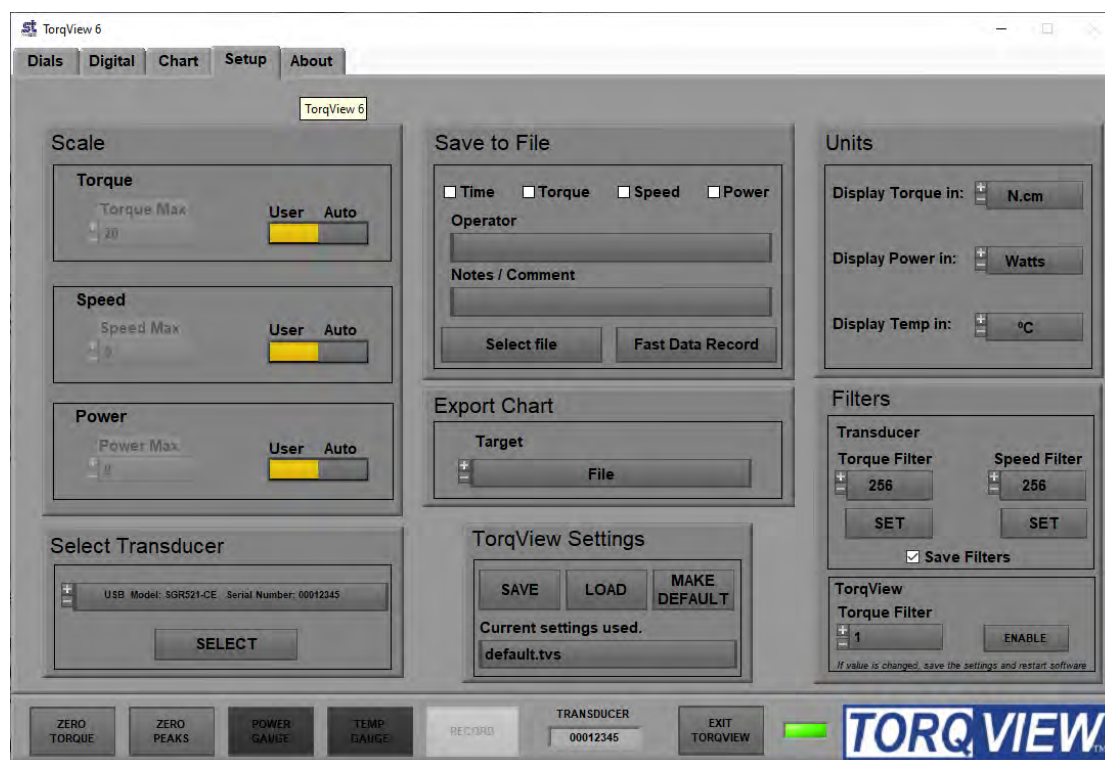 st TorqView 6
Dials Digital Chart Setup About
TorqView 6
Scale
Torque
Torque Max
20
User Auto
Speed
Speed Max
0
User Auto
Power
Power Max
0
User Auto
Select Transducer
USB Model: SGR521-CE Serial Number: 00012345
SELECT
Save to File
Time Torque Speed Power
Operator
Notes / Comment
Select file Fast Data Record
Export Chart
Target
File
TorqView Settings
SAVE LOAD MAKE DEFAULT
Current settings used.
default.tvs
Units
Display Torque in: N.cm
Display Power in: Watts
Display Temp in: ºC
Filters
Transducer
Torque Filter Speed Filter
256 256
SET SET
Save Filters
TorqView
Torque Filter
1 ENABLE
If value is changed, save the settings and restart software
ZERO TORQUE
ZERO PEAKS
POWER GAUGE
TEMP GAUGE
RECORD
TRANSDUCER
00012345
EXIT TORQVIEW
TORQVIEW™